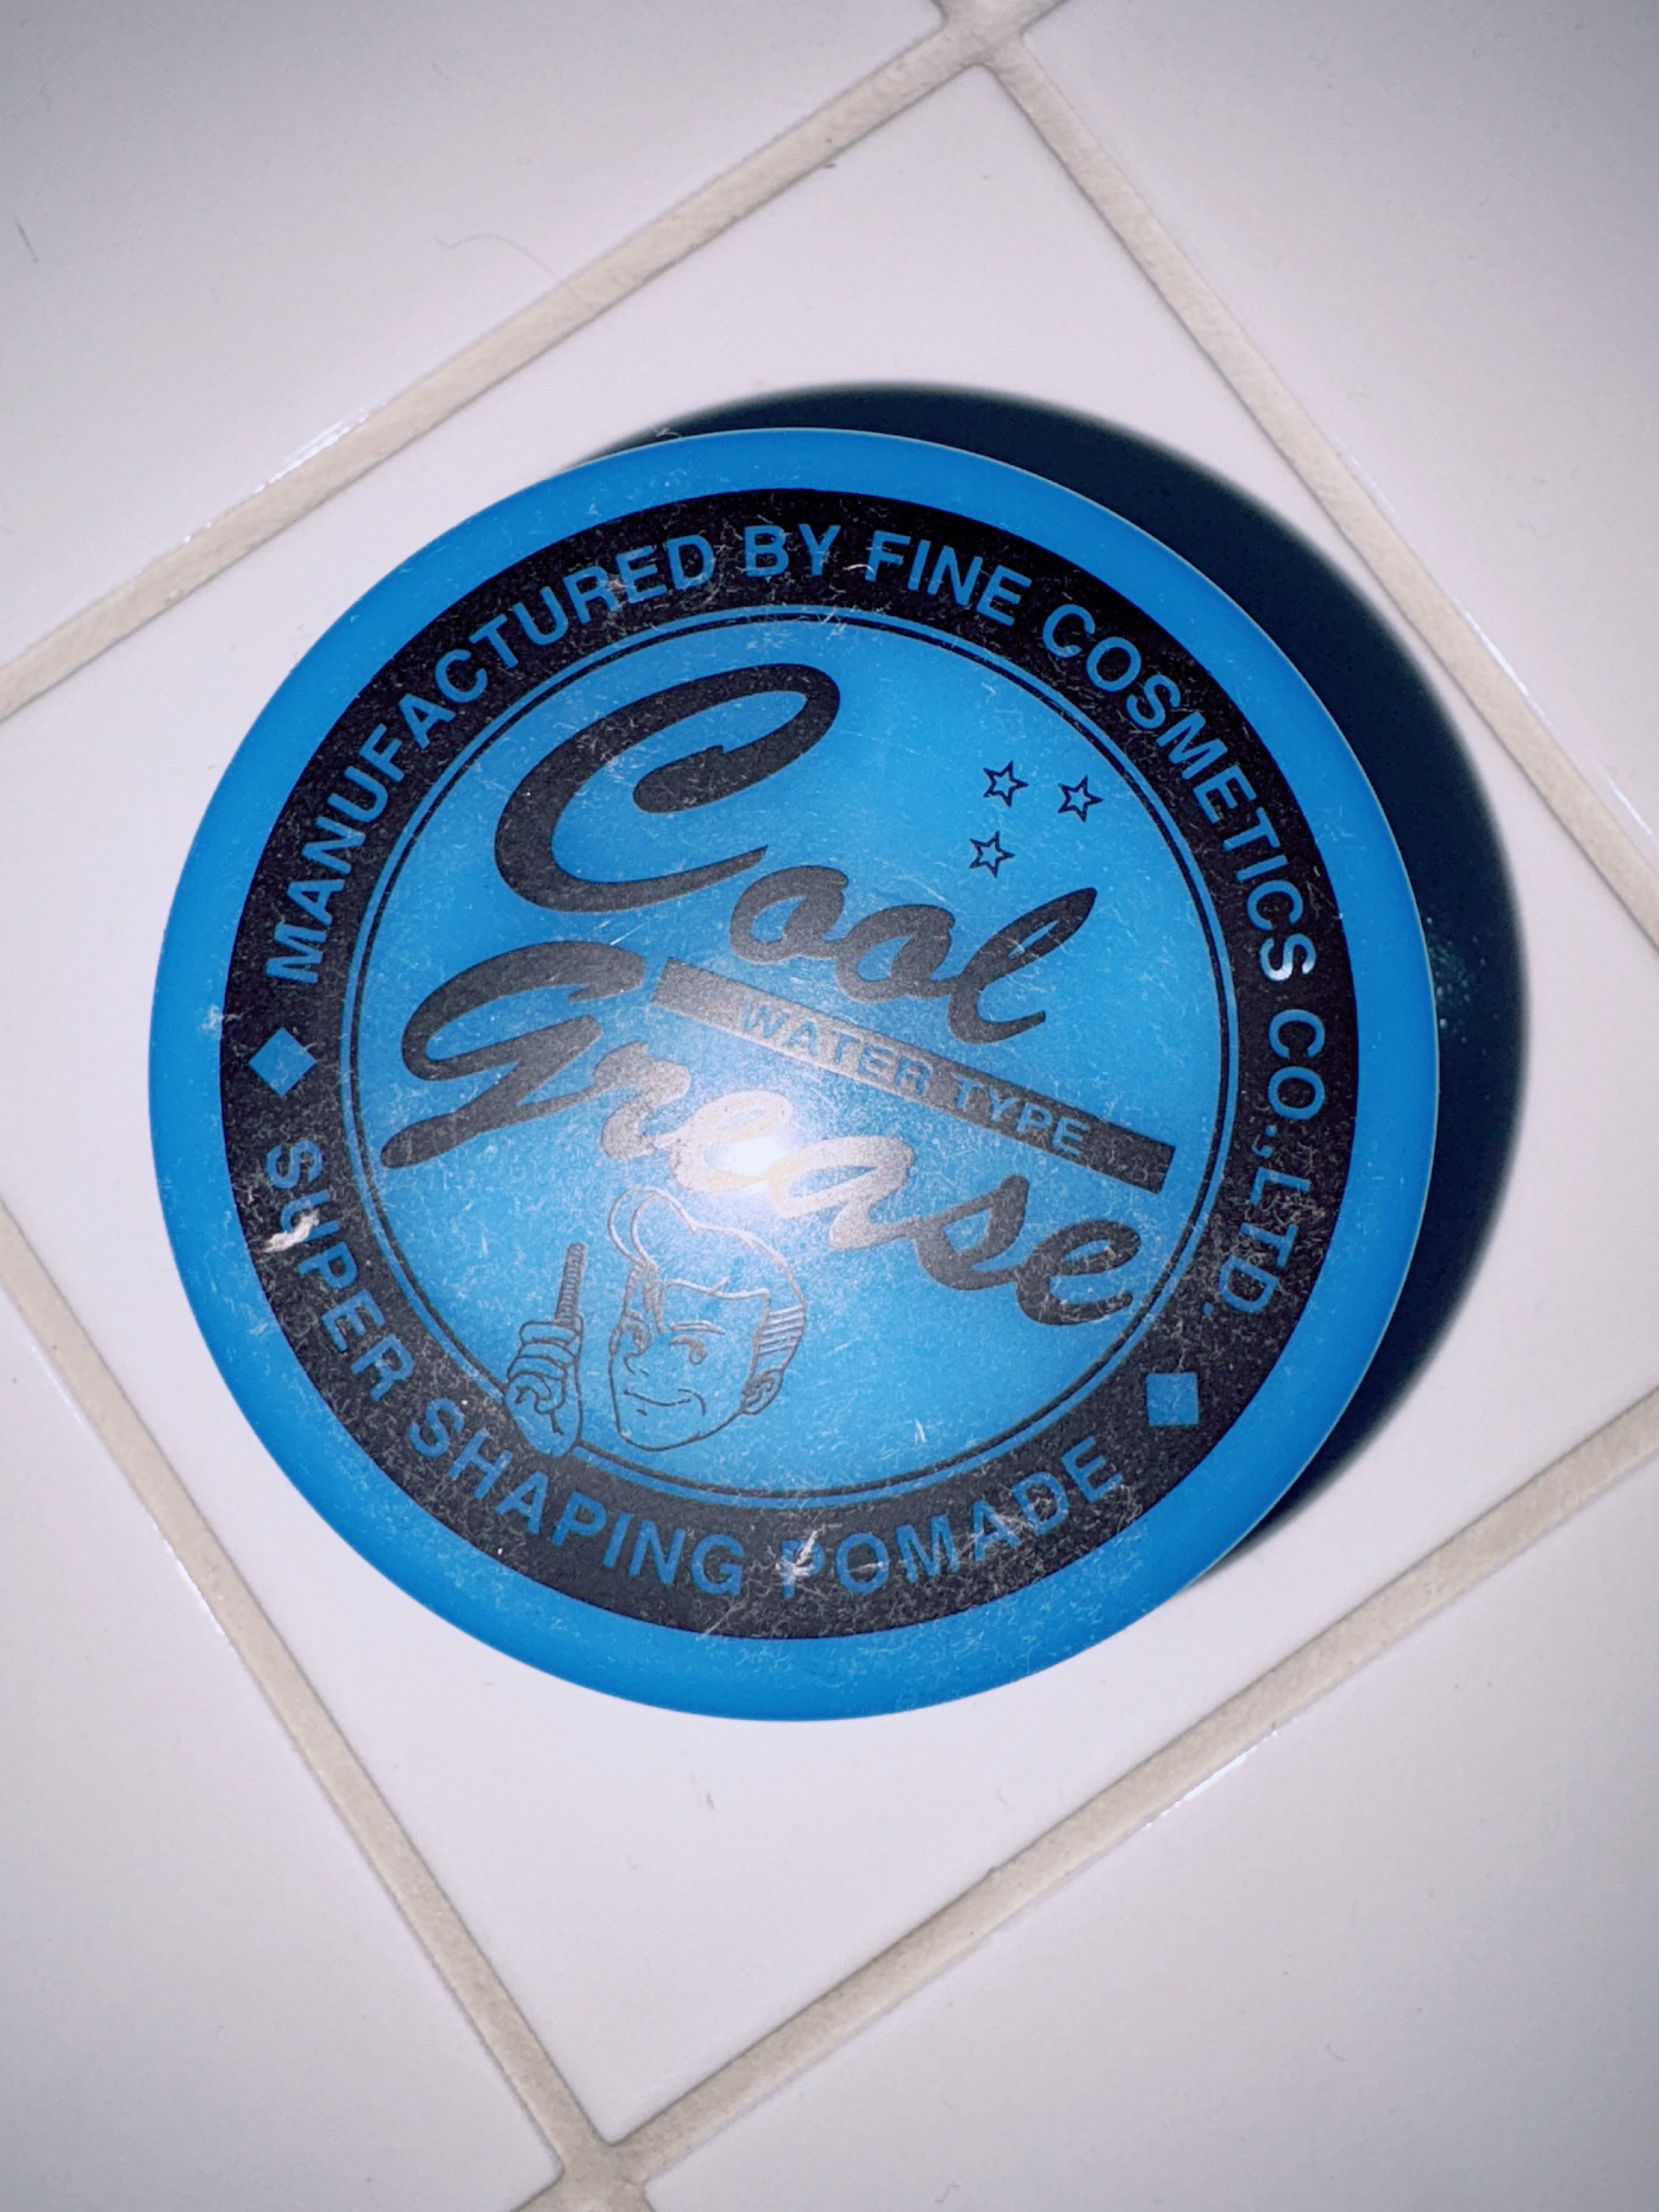 MANUFACTURED BY FINE COSMETICS CO.,LTD.
Cool
WATER TYPE
Grease
SUPER SHAPING POMADE